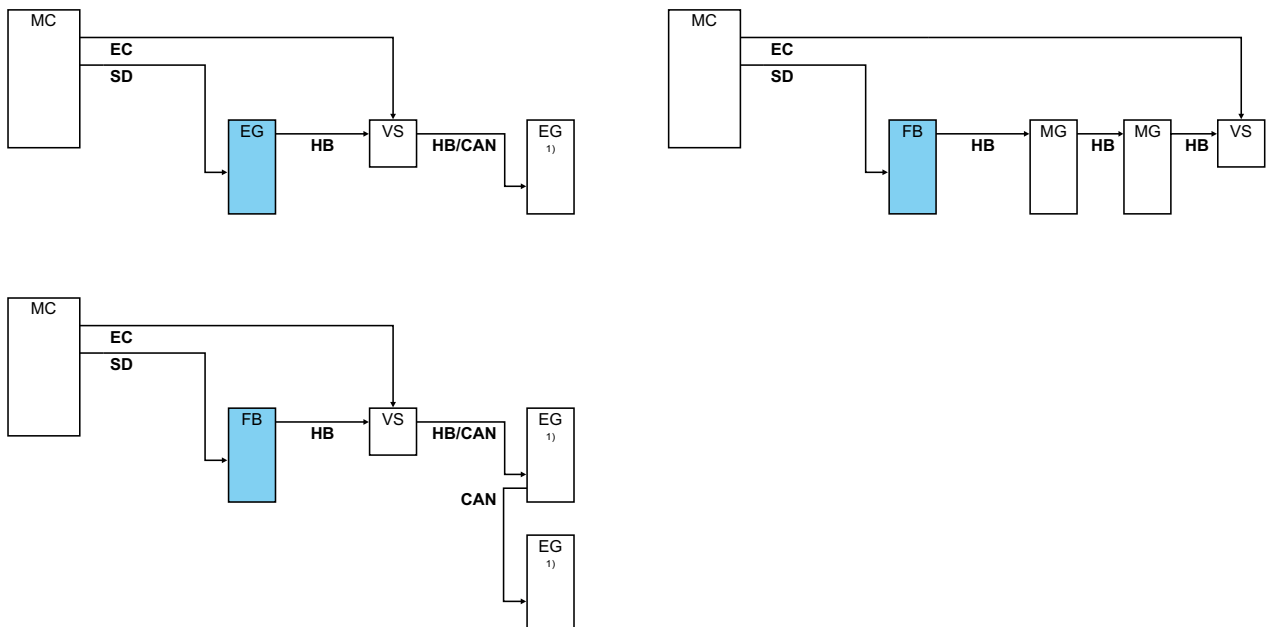 MC
EC
SD
EG
HB
VS
HB/CAN
EG
1)
MC
EC
SD
FB
HB
MG
HB
MG
HB
VS
MC
EC
SD
FB
HB
VS
HB/CAN
EG
1)
CAN
EG
1)